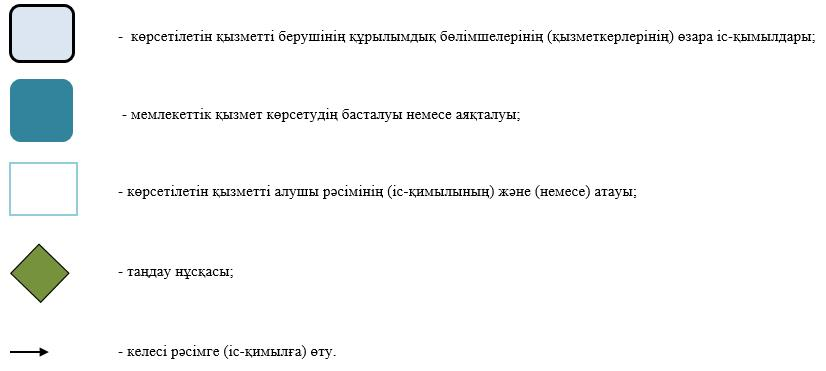 - көрсетілетін қызметті берушінің құрылымдық бөлімшелерінің (қызметкерлерінің) өзара іс-қымылдары;
- мемлекеттік қызмет көрсетудің басталуы немесе аяқталуы;
- көрсетілетін қызметті алушы рәсімінің (іс-қимылының) және (немесе) атауы;
- таңдау нұсқасы;
- келесі рәсімге (іс-қимылға) өту.